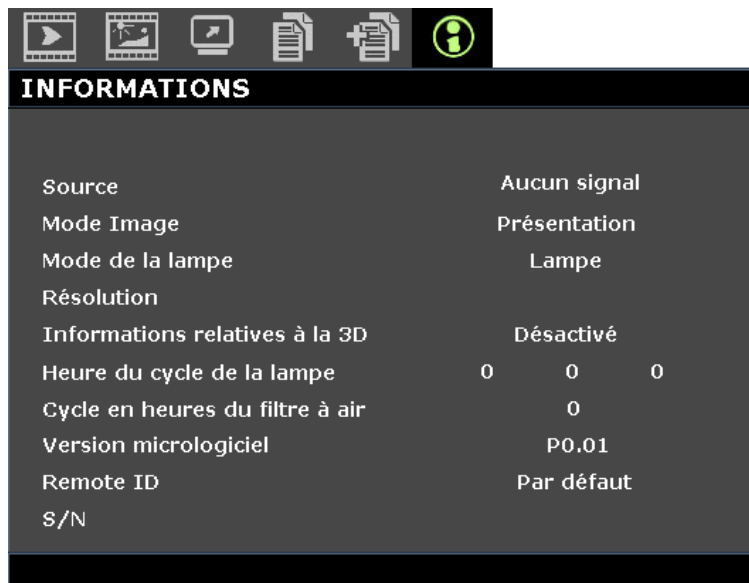 INFORMATIONS
Source Aucun signal
Mode Image Présentation
Mode de la lampe Lampe
Résolution
Informations relatives à la 3D Désactivé
Heure du cycle de la lampe 0 0 0
Cycle en heures du filtre à air 0
Version micrologiciel P0.01
Remote ID Par défaut
S/N